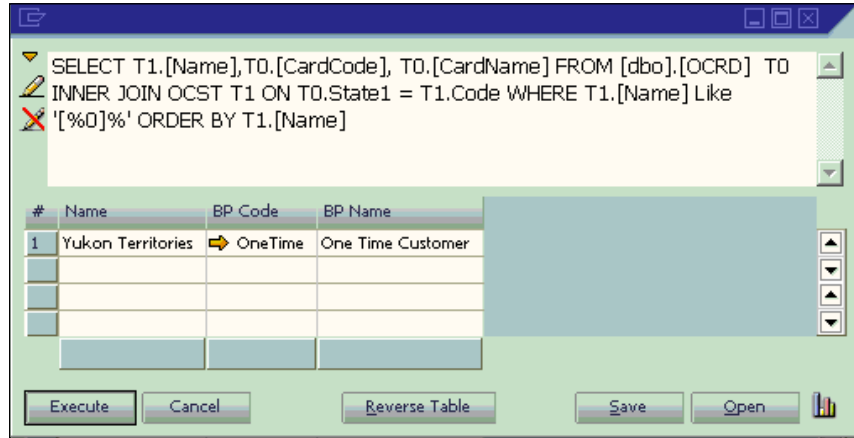 SELECT T1.[Name],T0.[CardCode], T0.[CardName] FROM [dbo].[OCRD]  T0
INNER JOIN OCST T1 ON T0.State1 = T1.Code WHERE T1.[Name] Like
'[%0]%' ORDER BY T1.[Name]
# Name BP Code BP Name
1 Yukon Territories OneTime One Time Customer
Execute Cancel Reverse Table Save Open